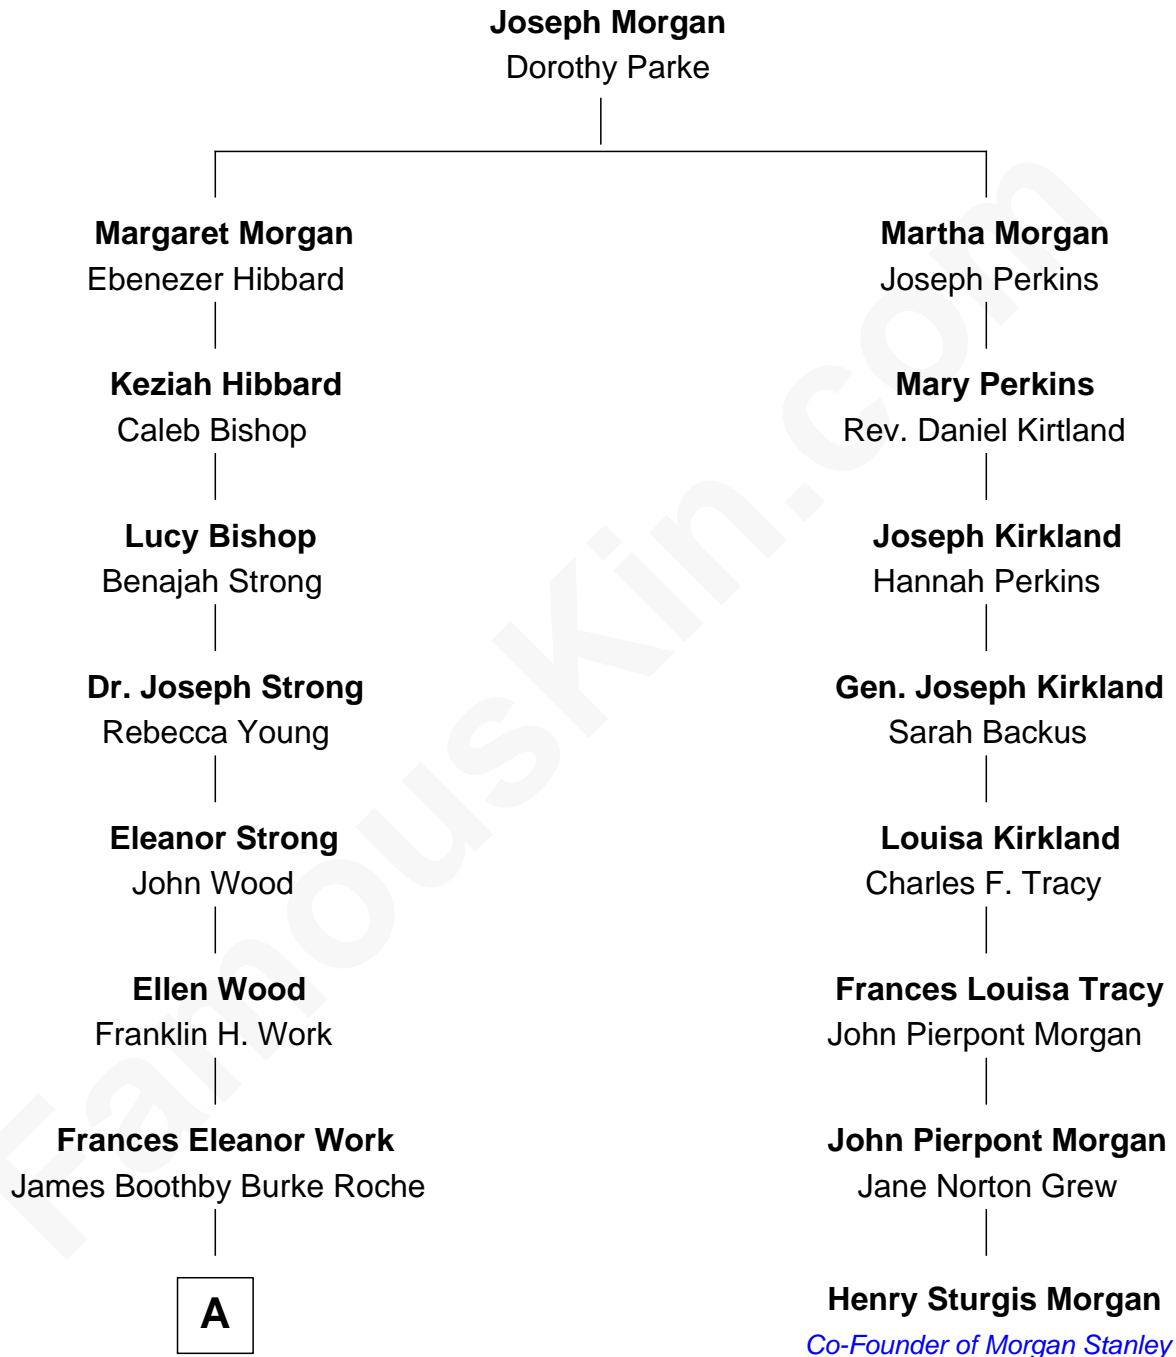 Joseph Morgan
Dorothy Parke
Margaret Morgan
Ebenezer Hibbard
Martha Morgan
Joseph Perkins
Keziah Hibbard
Caleb Bishop
Mary Perkins
Rev. Daniel Kirtland
Lucy Bishop
Benajah Strong
Joseph Kirkland
Hannah Perkins
Dr. Joseph Strong
Rebecca Young
Gen. Joseph Kirkland
Sarah Backus
Eleanor Strong
John Wood
Louisa Kirkland
Charles F. Tracy
Ellen Wood
Franklin H. Work
Frances Louisa Tracy
John Pierpont Morgan
Frances Eleanor Work
James Boothby Burke Roche
John Pierpont Morgan
Jane Norton Grew
A
Henry Sturgis Morgan
Co-Founder of Morgan Stanley
FamousKin.com